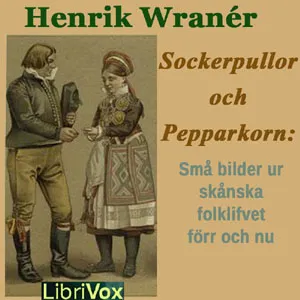 Henrik Wranér
Sockerpullor
och
Pepparkorn:
Små bilder ur
skånska
folklifvet
förr och nu
LibriVox